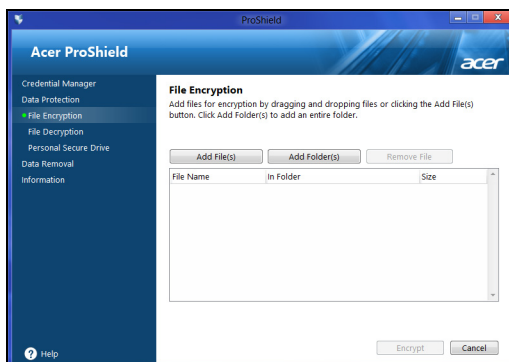 ProShield
Acer ProShield
acer
Credential Manager
Data Protection
File Encryption
File Decryption
Personal Secure Drive
Data Removal
Information
File Encryption
Add files for encryption by dragging and dropping files or clicking the Add File(s)
button. Click Add Folder(s) to add an entire folder.
Add File(s) Add Folder(s) Remove File
File Name In Folder Size
Encrypt Cancel
? Help